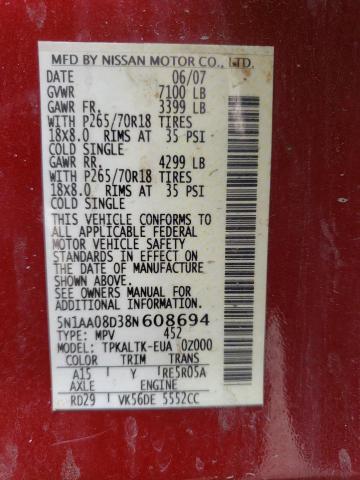 MFD BY NISSAN MOTOR CO., LTD.
DATE 06/07
GVWR 7100 LB
GAWR FR. 3399 LB
WITH P265/70R18 TIRES
18X8.0 RIMS AT 35 PSI
COLD SINGLE
GAWR RR. 4299 LB
WITH P265/70R18 TIRES
18X8.0 RIMS AT 35 PSI
COLD SINGLE
THIS VEHICLE CONFORMS TO
ALL APPLICABLE FEDERAL
MOTOR VEHICLE SAFETY
STANDARDS IN EFFECT ON
THE DATE OF MANUFACTURE
SHOWN ABOVE.
SEE OWNERS MANUAL FOR
ADDITIONAL INFORMATION.
5N1AA08D38N608694
TYPE: MPV 452
MODEL: TPKALTK-EUA 0Z000
COLOR TRIM TRANS
A15 Y RE5R05A
AXLE ENGINE
RD29 VK56DE 5552CC